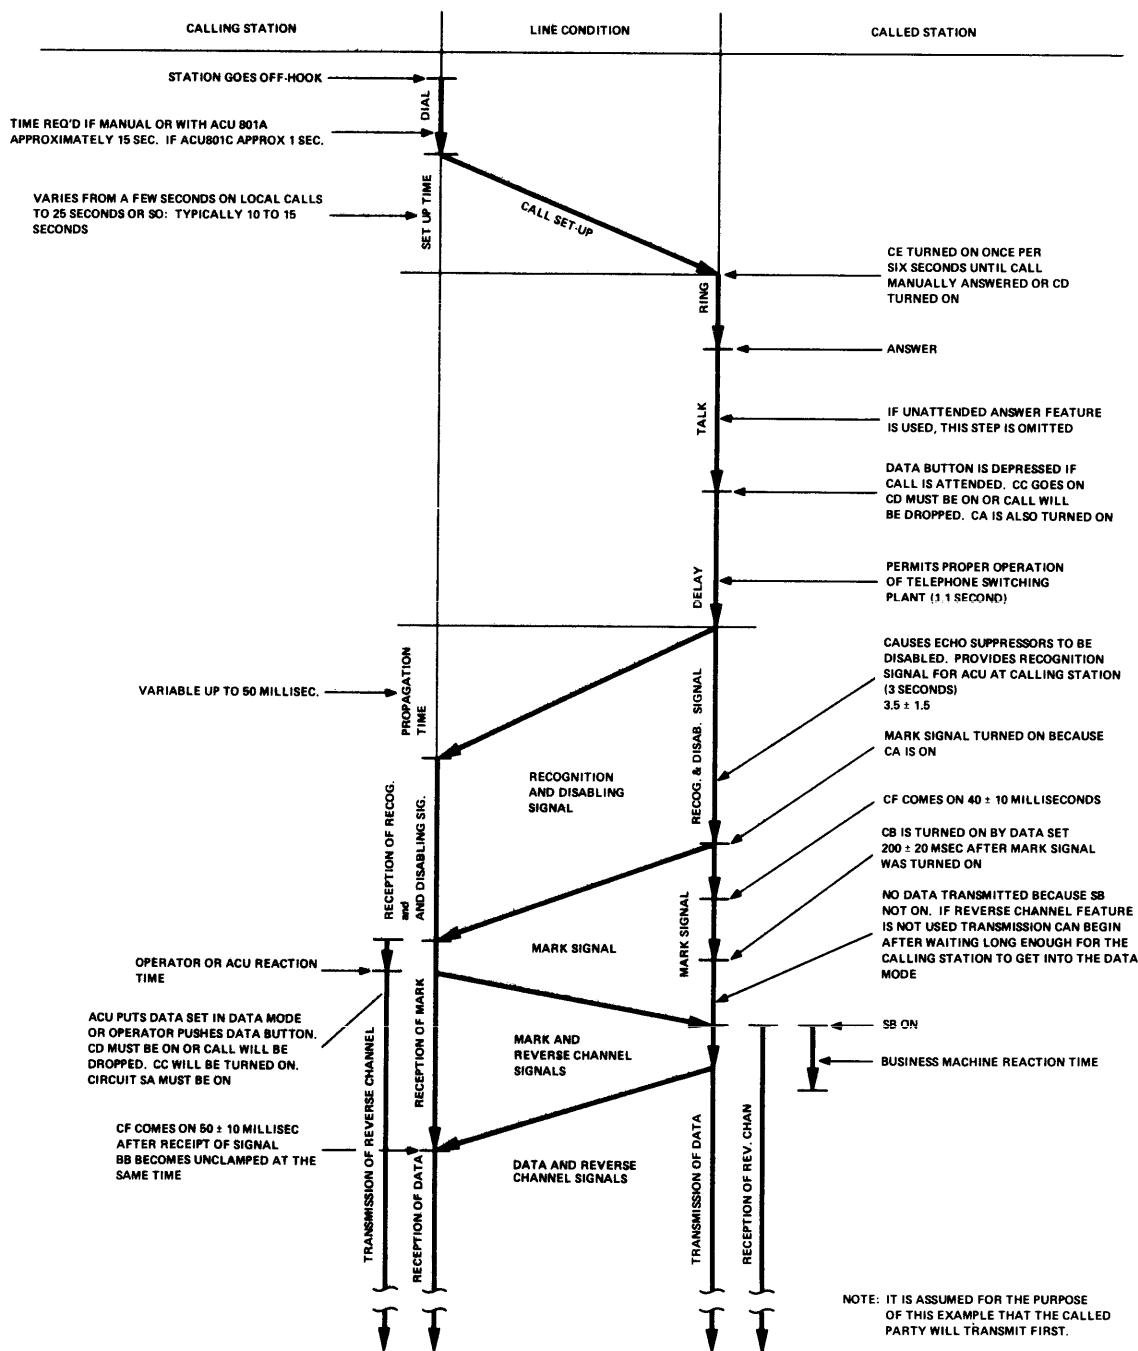 CALLING STATION
LINE CONDITION
CALLED STATION
STATION GOES OFF-HOOK
DIAL
TIME REQ'D IF MANUAL OR WITH ACU 801A
APPROXIMATELY 15 SEC. IF ACU801C APPROX 1 SEC.
VARIES FROM A FEW SECONDS ON LOCAL CALLS
TO 25 SECONDS OR SO: TYPICALLY 10 TO 15
SECONDS
SET UP TIME
CALL SET-UP
CE TURNED ON ONCE PER
SIX SECONDS UNTIL CALL
MANUALLY ANSWERED OR CD
TURNED ON
RING
ANSWER
TALK
IF UNATTENDED ANSWER FEATURE
IS USED, THIS STEP IS OMITTED
DATA BUTTON IS DEPRESSED IF
CALL IS ATTENDED. CC GOES ON
CD MUST BE ON OR CALL WILL
BE DROPPED. CA IS ALSO TURNED ON
DELAY
PERMITS PROPER OPERATION
OF TELEPHONE SWITCHING
PLANT (1.1 SECOND)
VARIABLE UP TO 50 MILLISEC.
PROPAGATION
TIME
RECOG. & DISAB. SIGNAL
CAUSES ECHO SUPPRESSORS TO BE
DISABLED. PROVIDES RECOGNITION
SIGNAL FOR ACU AT CALLING STATION
(3 SECONDS)
3.5 ± 1.5
RECOGNITION
AND DISABLING
SIGNAL
MARK SIGNAL TURNED ON BECAUSE
CA IS ON
CF COMES ON 40 ± 10 MILLISECONDS
CB IS TURNED ON BY DATA SET
200 ± 20 MSEC AFTER MARK SIGNAL
WAS TURNED ON
RECEPTION OF RECOG.
and
AND DISABLING SIG.
MARK SIGNAL
MARK SIGNAL
NO DATA TRANSMITTED BECAUSE SB
NOT ON. IF REVERSE CHANNEL FEATURE
IS NOT USED TRANSMISSION CAN BEGIN
AFTER WAITING LONG ENOUGH FOR THE
CALLING STATION TO GET INTO THE DATA
MODE
OPERATOR OR ACU REACTION
TIME
ACU PUTS DATA SET IN DATA MODE
OR OPERATOR PUSHES DATA BUTTON.
CD MUST BE ON OR CALL WILL BE
DROPPED. CC WILL BE TURNED ON.
CIRCUIT SA MUST BE ON
TRANSMISSION OF REVERSE CHANNEL
RECEPTION OF MARK
MARK AND
REVERSE CHANNEL
SIGNALS
SB ON
BUSINESS MACHINE REACTION TIME
CF COMES ON 50 ± 10 MILLISEC
AFTER RECEIPT OF SIGNAL
BB BECOMES UNCLAMPED AT THE
SAME TIME
RECEPTION OF DATA
DATA AND REVERSE
CHANNEL SIGNALS
TRANSMISSION OF DATA
RECEPTION OF REV. CHAN
NOTE: IT IS ASSUMED FOR THE PURPOSE
OF THIS EXAMPLE THAT THE CALLED
PARTY WILL TRANSMIT FIRST.